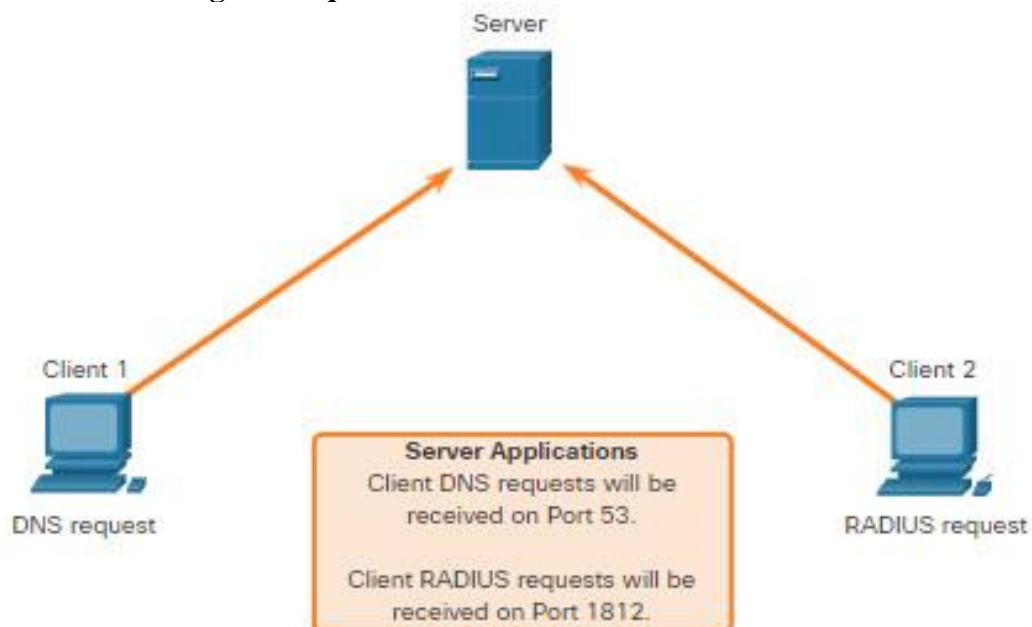 Server
Client 1
Client 2
DNS request
RADIUS request
Server Applications
Client DNS requests will be
received on Port 53.
Client RADIUS requests will be
received on Port 1812.